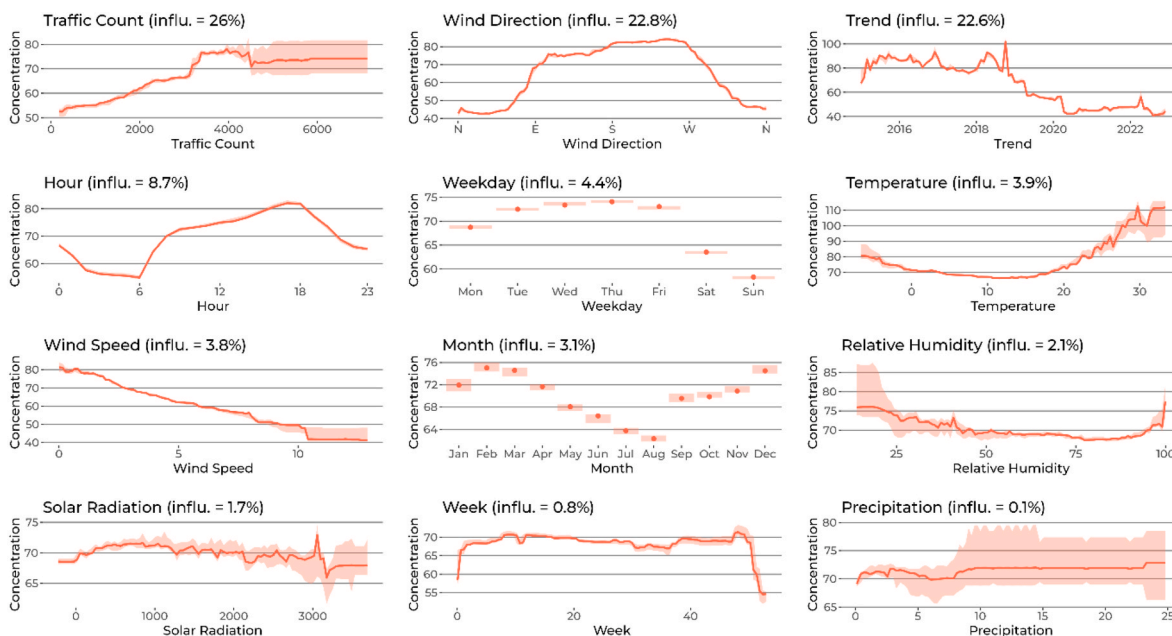 Traffic Count (influ. = 26%)
Concentration
80
70
60
50
0
2000
4000
6000
Traffic Count
Wind Direction (influ. = 22.8%)
Concentration
80
70
60
50
40
N
E
S
W
N
Wind Direction
Trend (influ. = 22.6%)
Concentration
100
80
60
40
2016
2018
2020
2022
Trend
Hour (influ. = 8.7%)
Concentration
80
70
60
0
6
12
18
23
Hour
Weekday (influ. = 4.4%)
Concentration
75
70
65
60
Mon
Tue
Wed
Thu
Fri
Sat
Sun
Weekday
Temperature (influ. = 3.9%)
Concentration
110
100
90
80
70
0
10
20
30
Temperature
Wind Speed (influ. = 3.8%)
Concentration
80
70
60
50
40
0
5
10
Wind Speed
Month (influ. = 3.1%)
Concentration
76
72
68
64
Jan
Feb
Mar
Apr
May
Jun
Jul
Aug
Sep
Oct
Nov
Dec
Month
Relative Humidity (influ. = 2.1%)
Concentration
85
80
75
70
25
50
75
100
Relative Humidity
Solar Radiation (influ. = 1.7%)
Concentration
75
70
65
0
1000
2000
3000
Solar Radiation
Week (influ. = 0.8%)
Concentration
70
65
60
55
0
20
40
Week
Precipitation (influ. = 0.1%)
Concentration
80
75
70
65
0
5
10
15
20
25
Precipitation